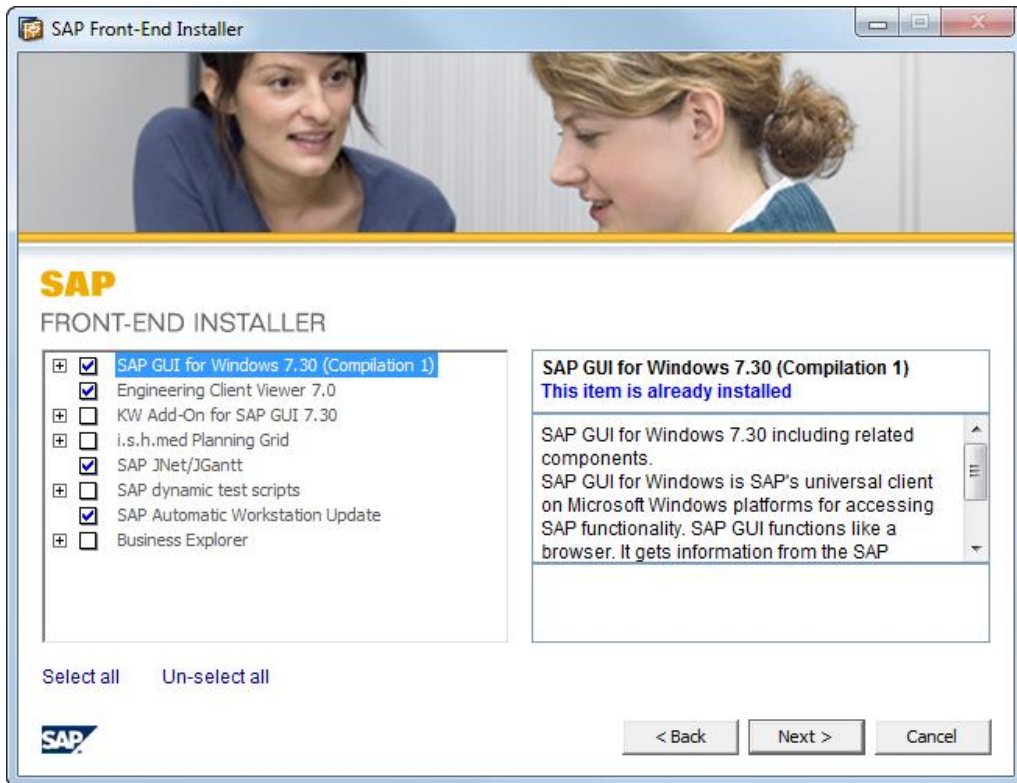 SAP Front-End Installer
SAP
FRONT-END INSTALLER
SAP GUI for Windows 7.30 (Compilation 1)
Engineering Client Viewer 7.0
KW Add-On for SAP GUI 7.30
i.s.h.med Planning Grid
SAP JNet/JGantt
SAP dynamic test scripts
SAP Automatic Workstation Update
Business Explorer
SAP GUI for Windows 7.30 (Compilation 1)
This item is already installed
SAP GUI for Windows 7.30 including related
components.
SAP GUI for Windows is SAP's universal client
on Microsoft Windows platforms for accessing
SAP functionality. SAP GUI functions like a
browser. It gets information from the SAP
Select all Un-select all
SAP
< Back Next > Cancel